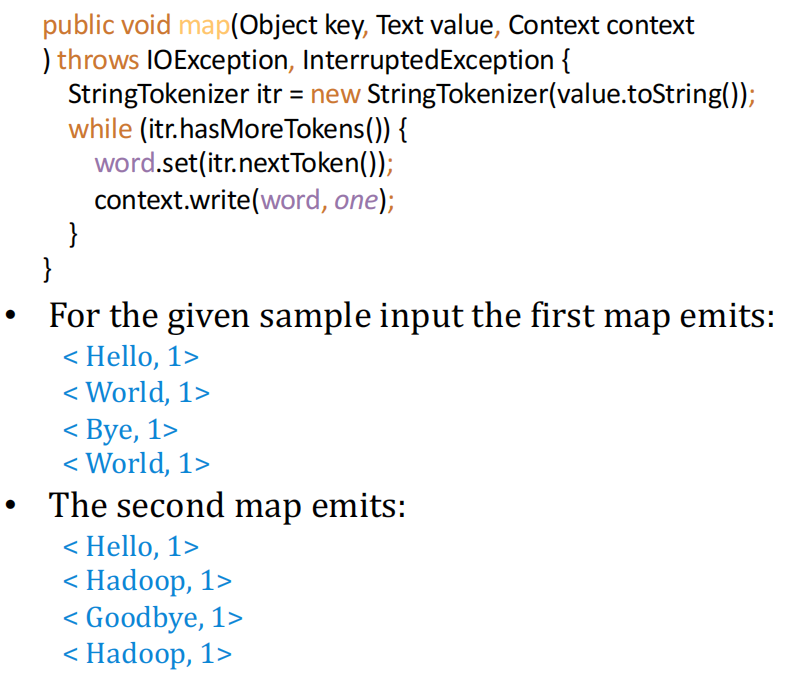 public void map(Object key, Text value, Context context
) throws IOException, InterruptedException {
StringTokenizer itr = new StringTokenizer(value.toString());
while (itr.hasMoreTokens()) {
word.set(itr.nextToken());
context.write(word, one);
}
}
• For the given sample input the first map emits:
< Hello, 1>
< World, 1>
< Bye, 1>
< World, 1>
• The second map emits:
< Hello, 1>
< Hadoop, 1>
< Goodbye, 1>
< Hadoop, 1>